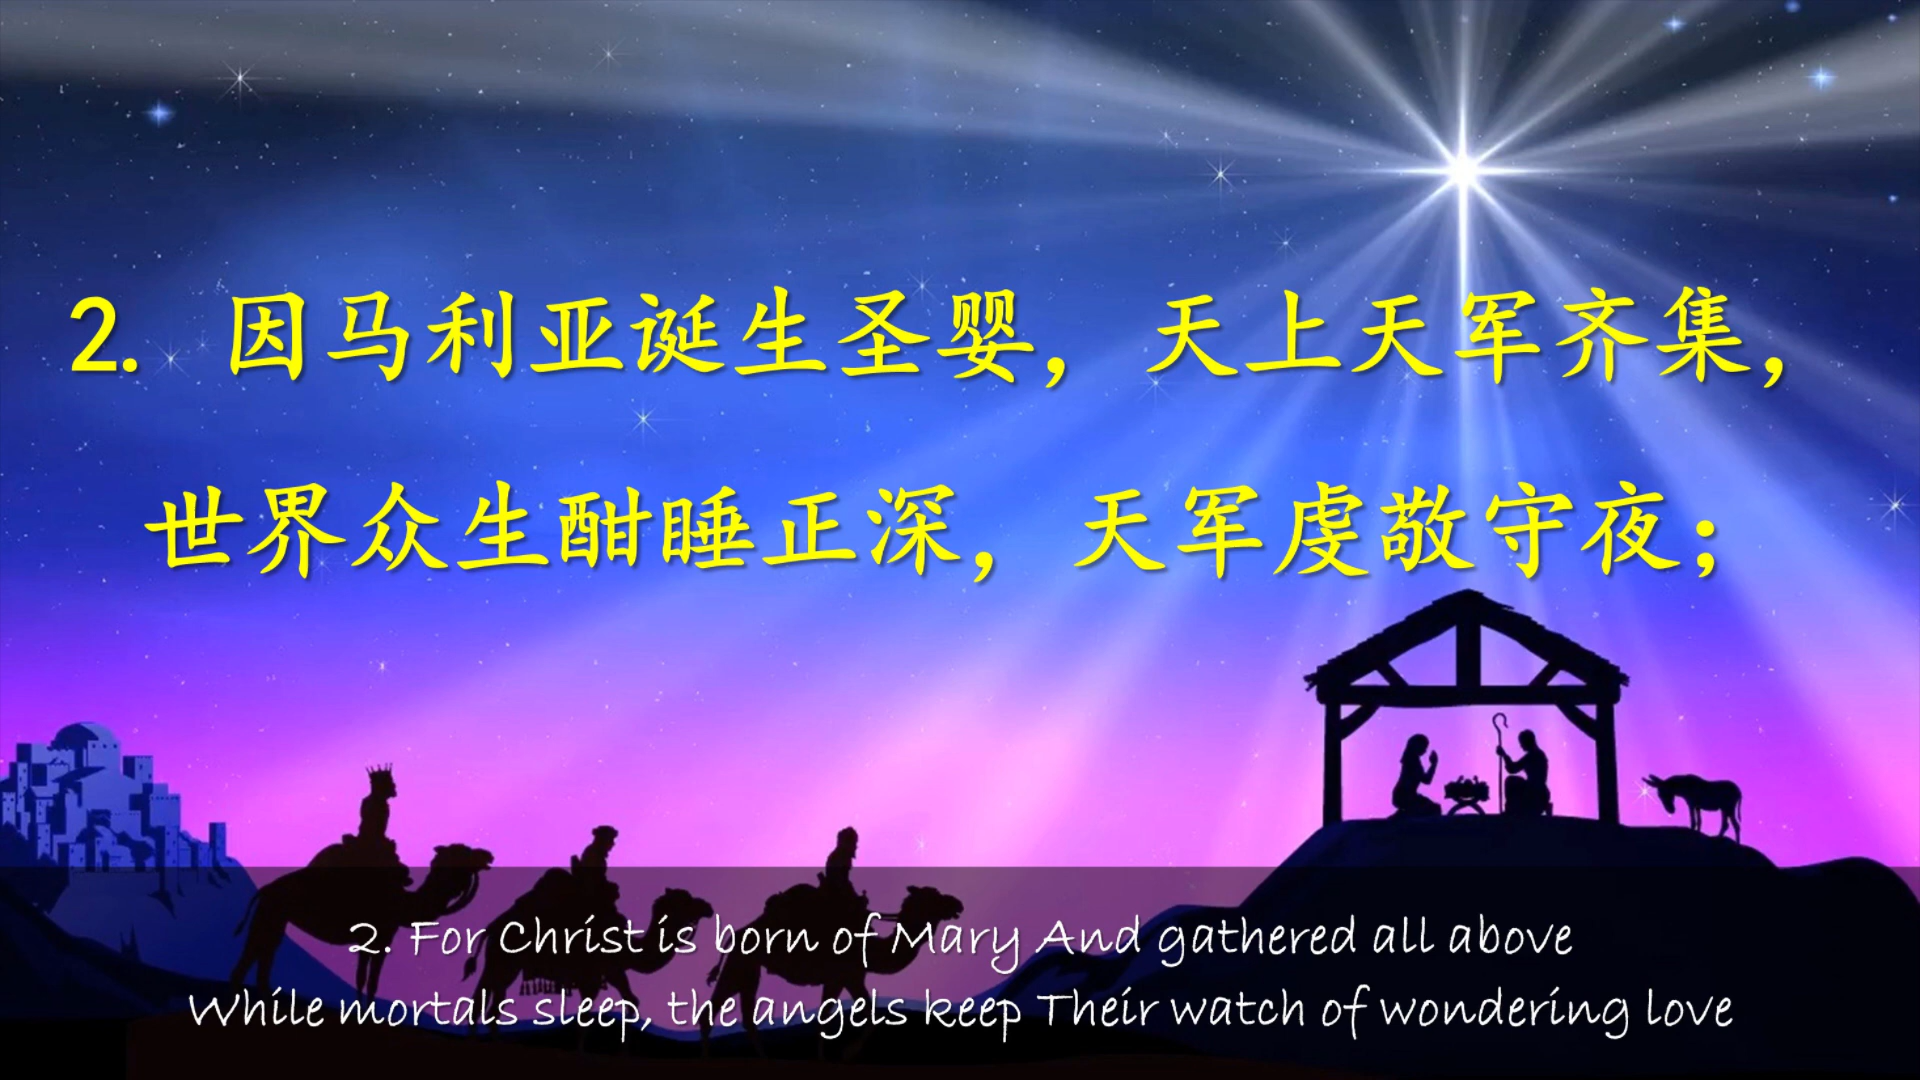 2. 因马利亚诞生圣婴，天上天军齐集，
世界众生酣睡正深，天军虔敬守夜；
2. For Christ is born of Mary And gathered all above
While mortals sleep, the angels keep Their watch of wondering love